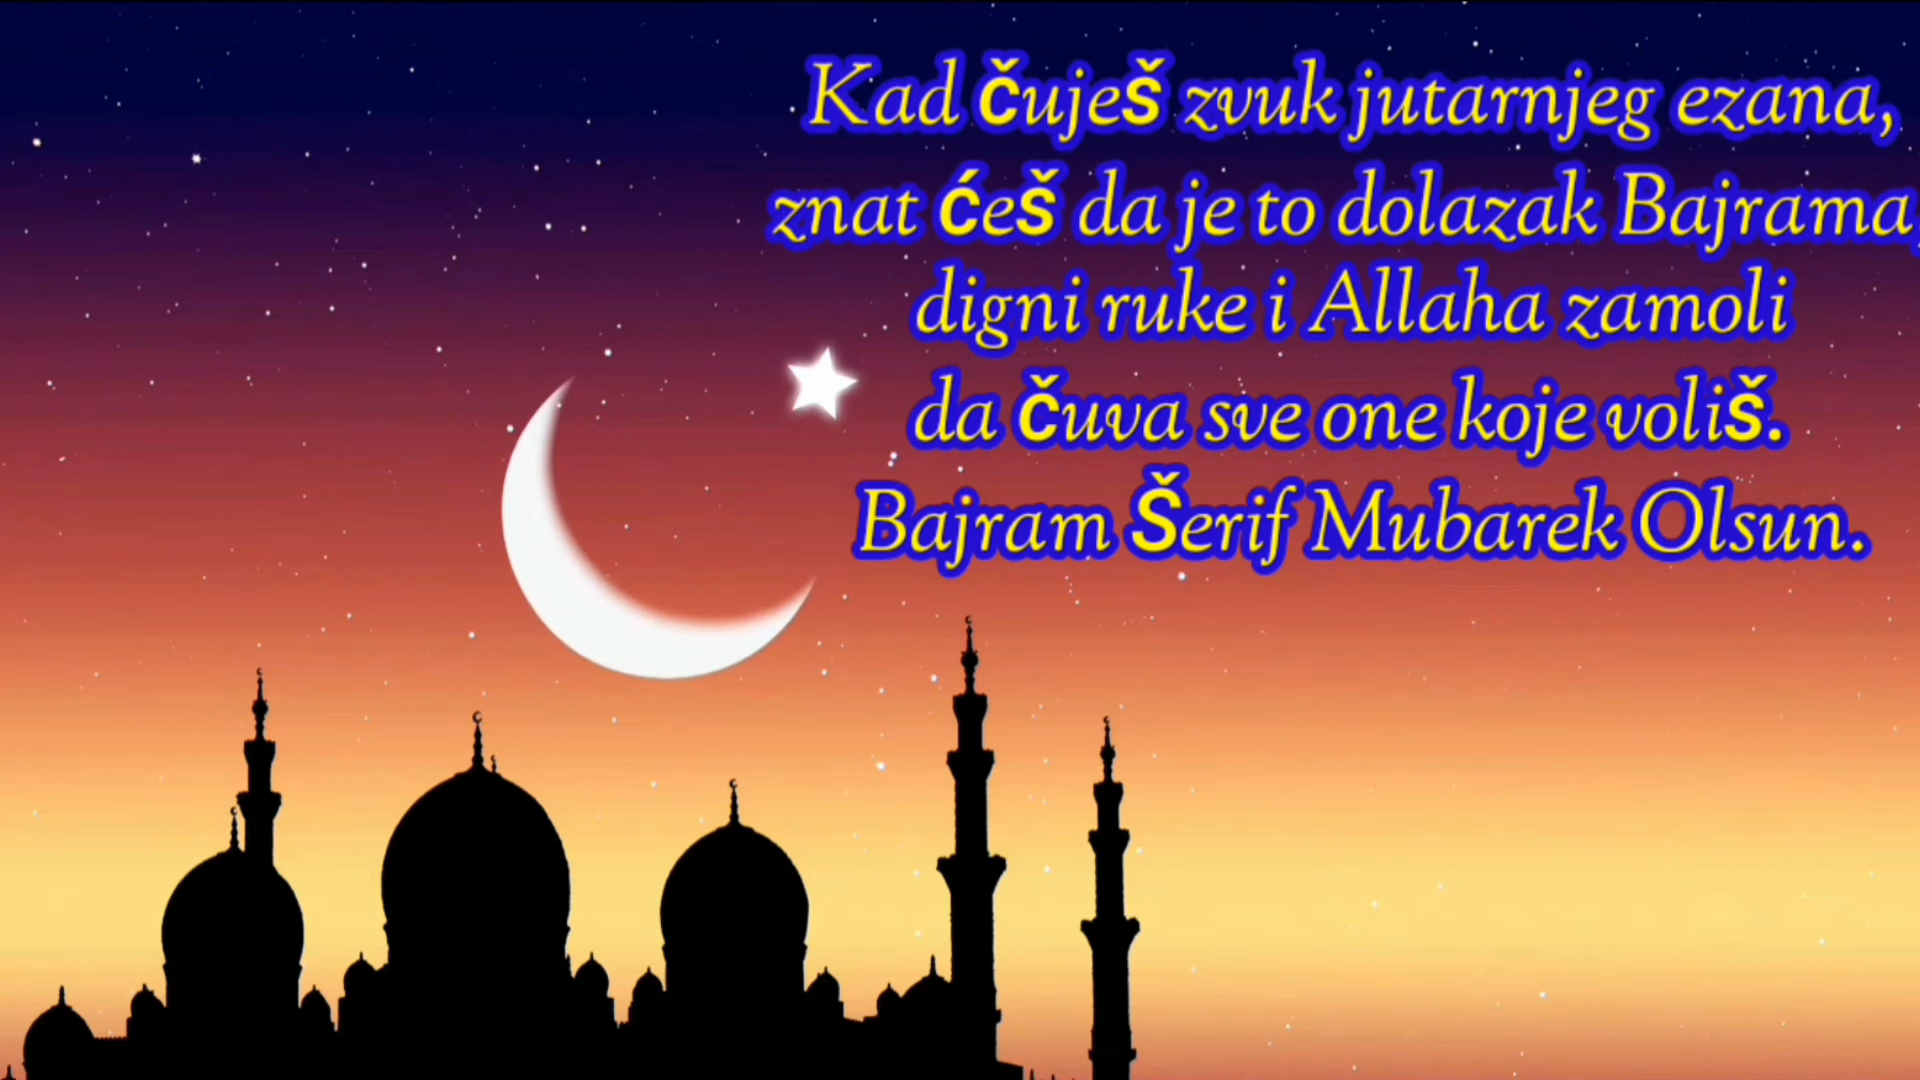 Kad čuješ zvuk jutarnjeg ezana,
znat ćeš da je to dolazak Bajrama,
digni ruke i Allaha zamoli
da čuva sve one koje voliš.
Bajram Šerif Mubarek Olsun.